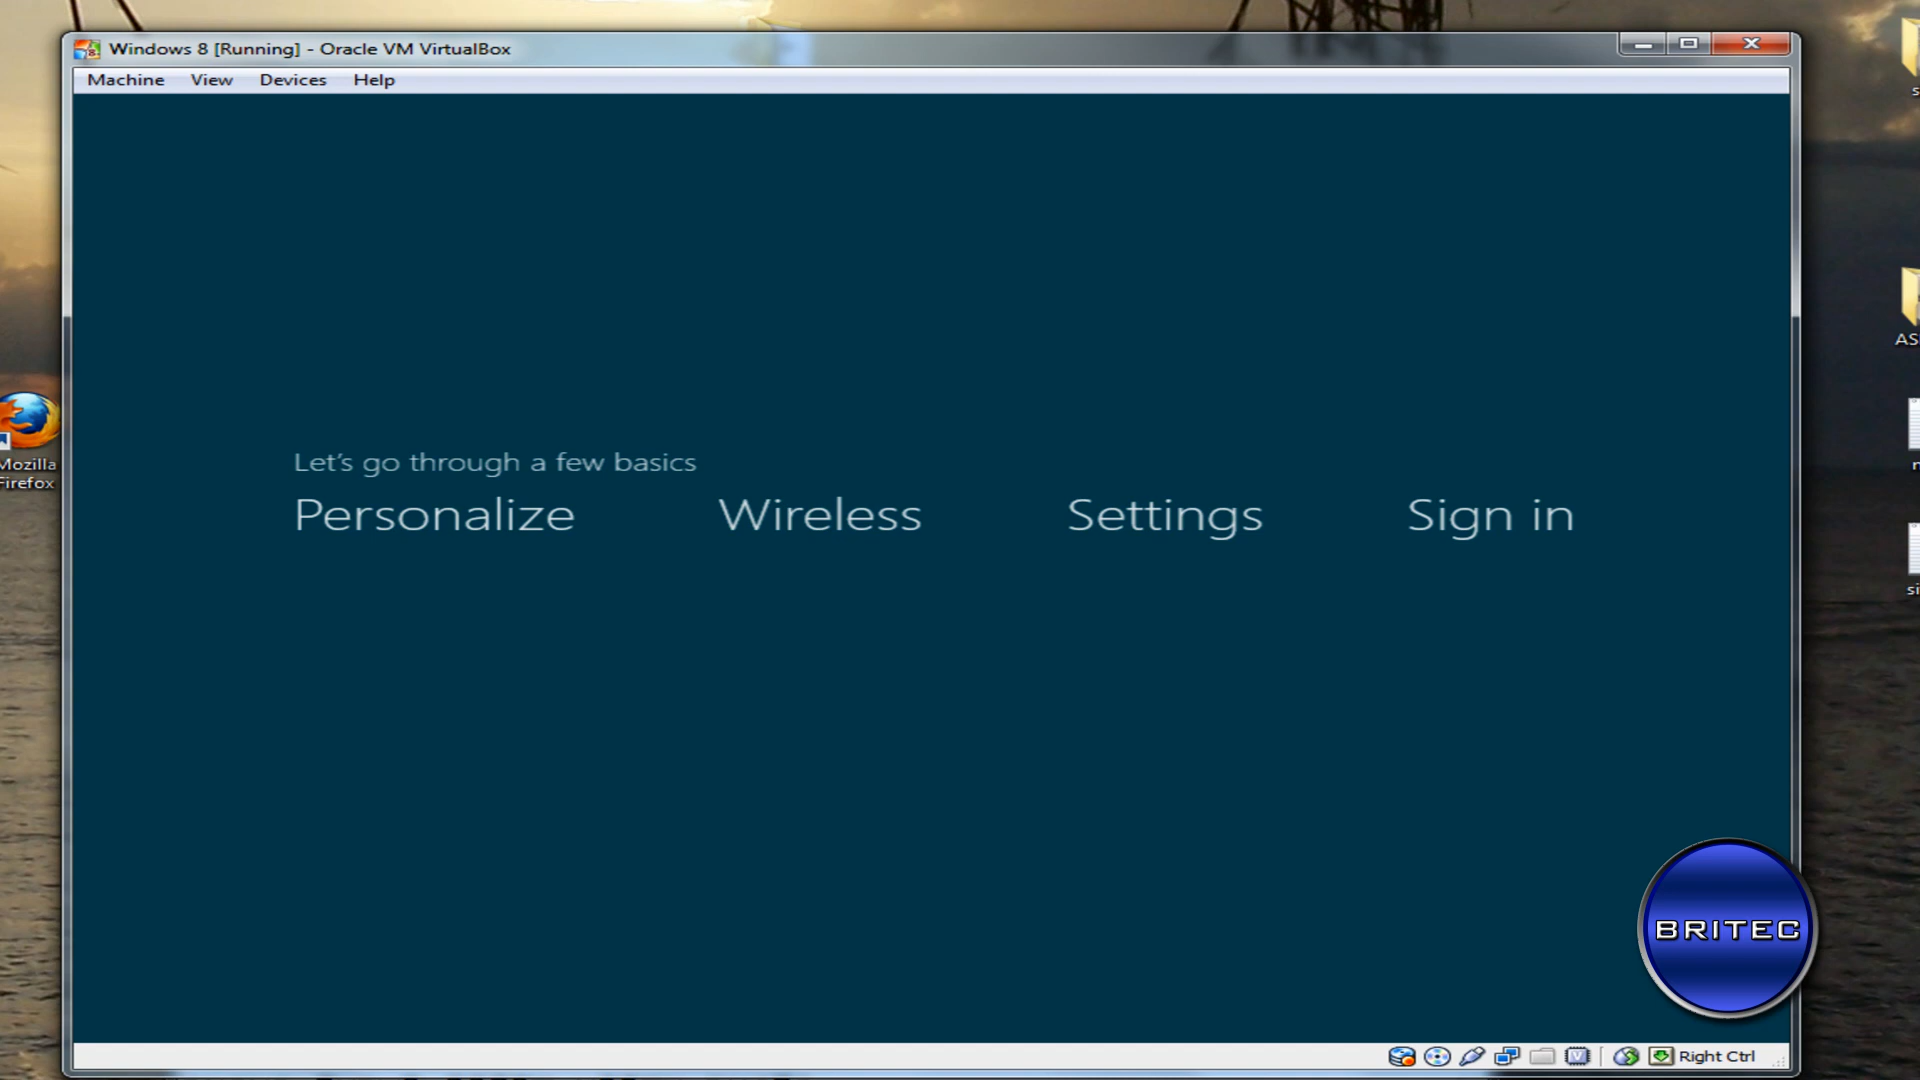 Windows 8 [Running] - Oracle VM VirtualBox
Machine View Devices Help
Let's go through a few basics
Personalize Wireless Settings Sign in
Mozilla
Firefox
BRITEC
Right Ctrl